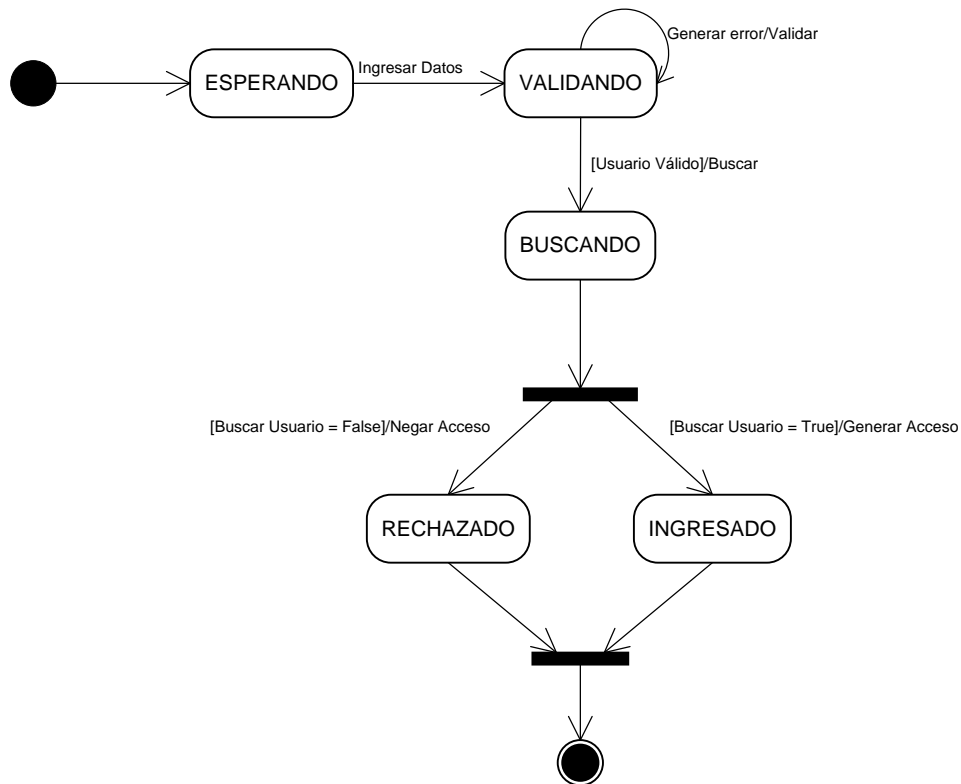 Generar error/Validar
ESPERANDO
Ingresar Datos
VALIDANDO
[Usuario Válido]/Buscar
BUSCANDO
[Buscar Usuario = False]/Negar Acceso
[Buscar Usuario = True]/Generar Acceso
RECHAZADO
INGRESADO